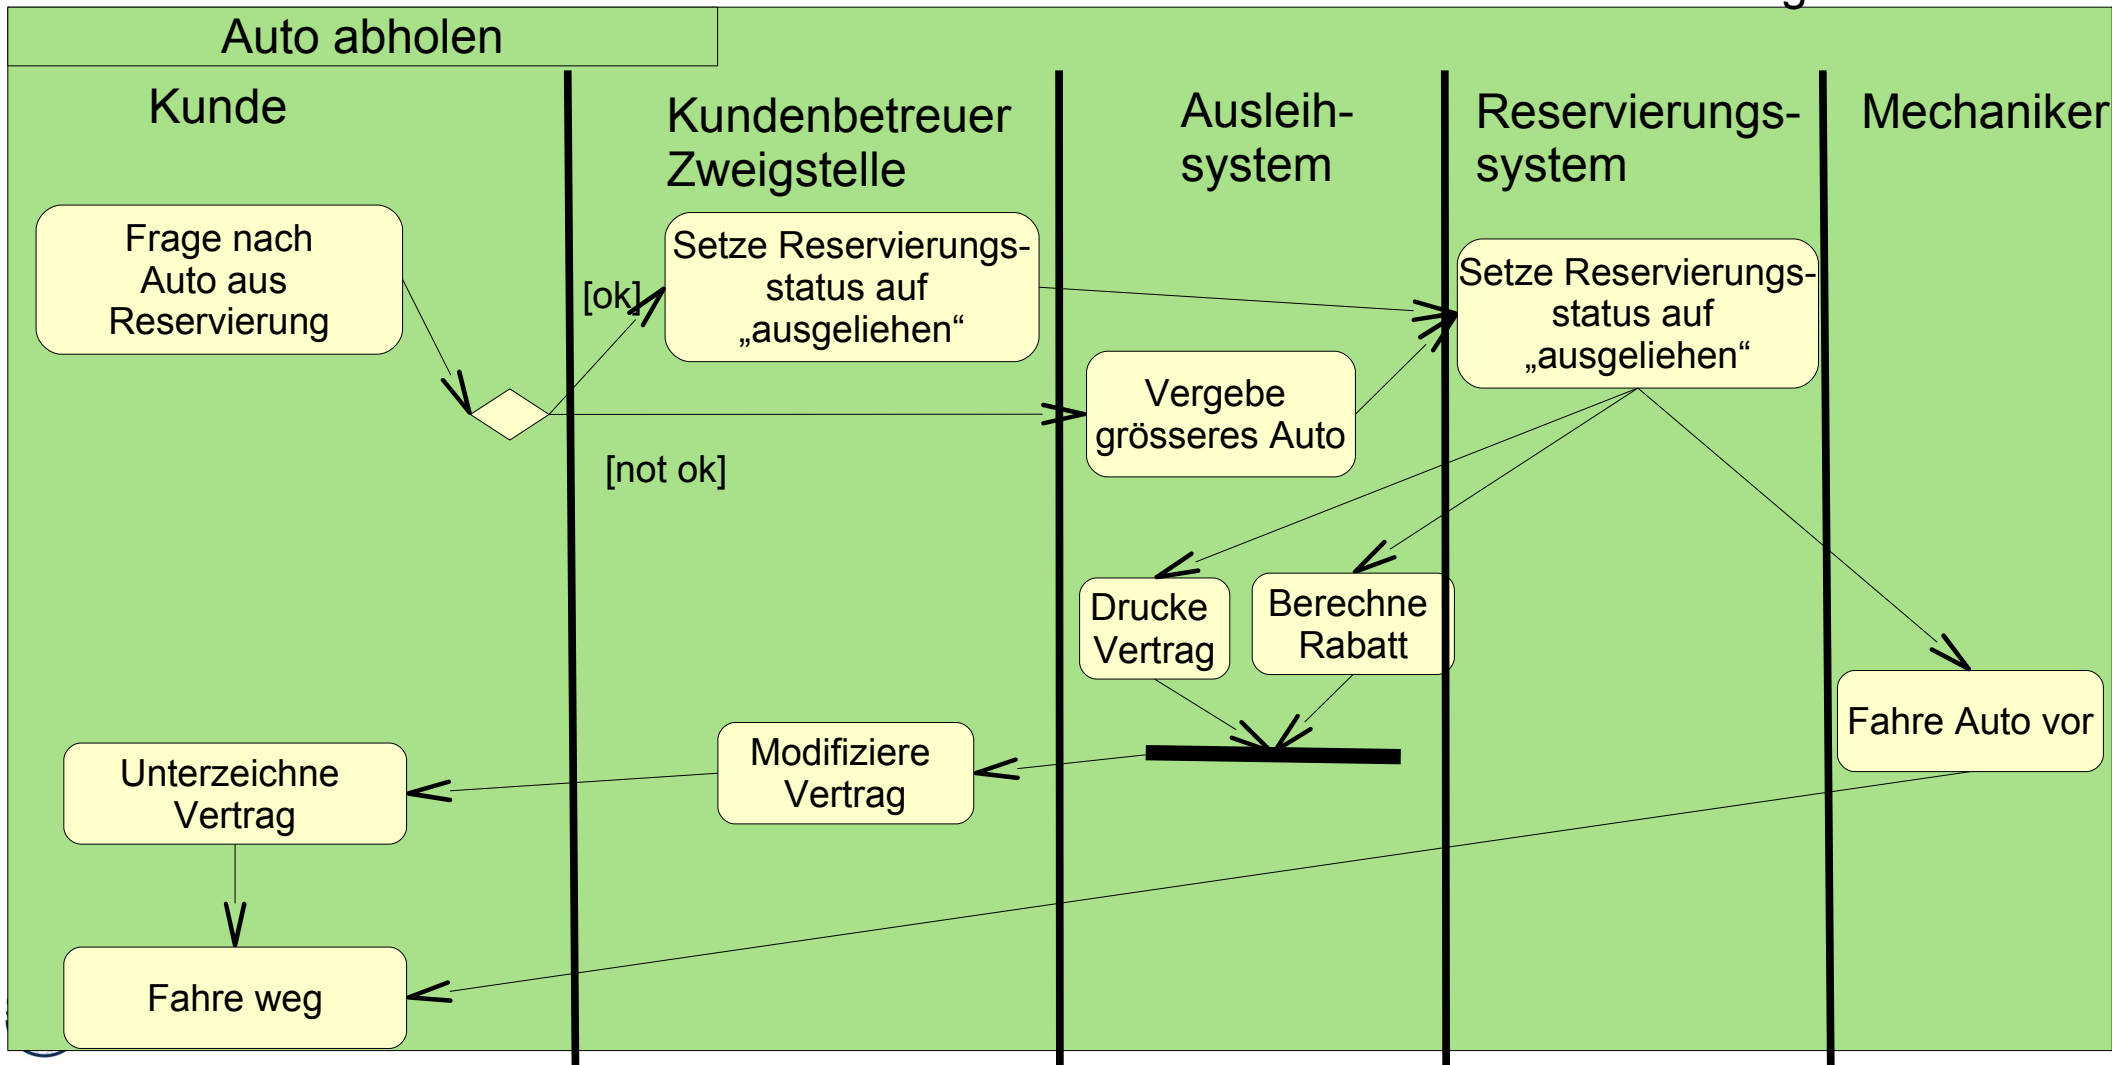 Auto abholen
Kunde
Kundenbetreuer
Zweigstelle
Ausleih-
system
Reservierungs-
system
Mechaniker
Frage nach
Auto aus
Reservierung
[ok]
Setze Reservierungs-
status auf
„ausgeliehen“
Setze Reservierungs-
status auf
„ausgeliehen“
Vergebe
grösseres Auto
[not ok]
Drucke
Vertrag
Berechne
Rabatt
Fahre Auto vor
Modifiziere
Vertrag
Unterzeichne
Vertrag
Fahre weg